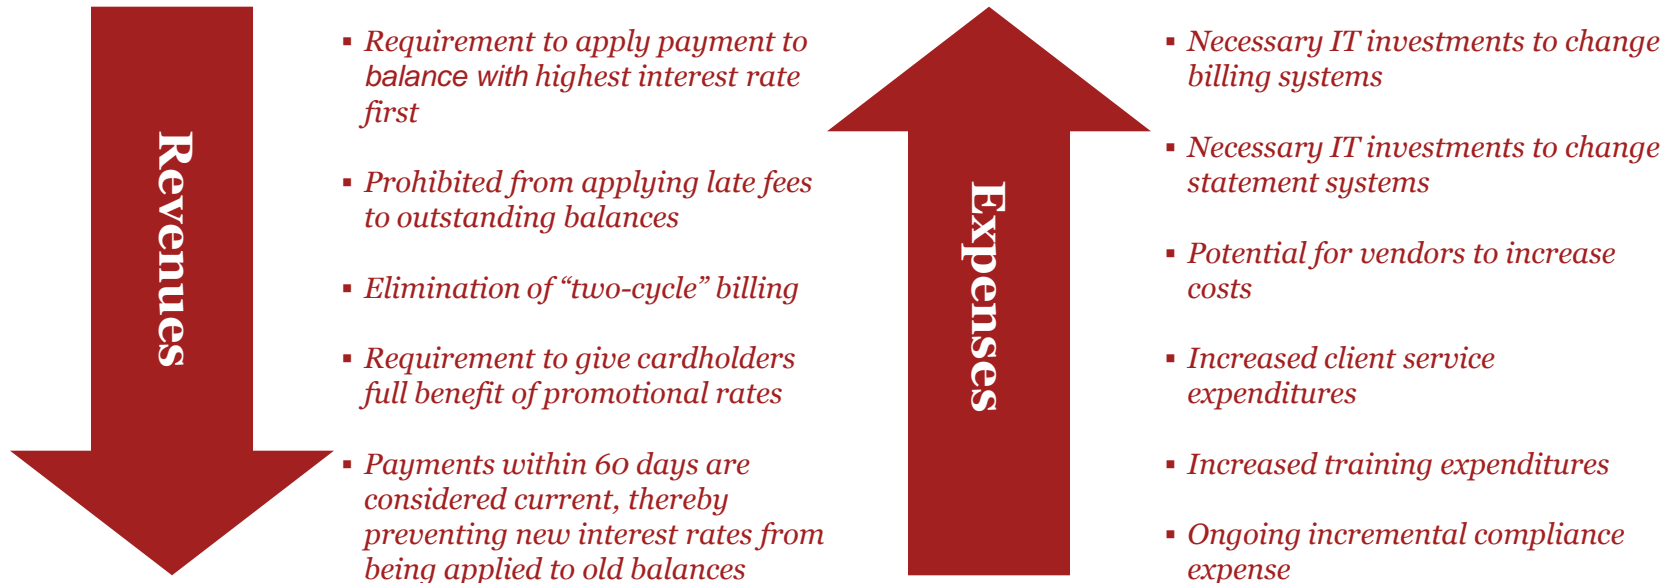 Revenues
▪ Requirement to apply payment to
balance with highest interest rate
first
▪ Prohibited from applying late fees
to outstanding balances
▪ Elimination of “two-cycle” billing
▪ Requirement to give cardholders
full benefit of promotional rates
▪ Payments within 60 days are
considered current, thereby
preventing new interest rates from
being applied to old balances
Expenses
▪ Necessary IT investments to change
billing systems
▪ Necessary IT investments to change
statement systems
▪ Potential for vendors to increase
costs
▪ Increased client service
expenditures
▪ Increased training expenditures
▪ Ongoing incremental compliance
expense